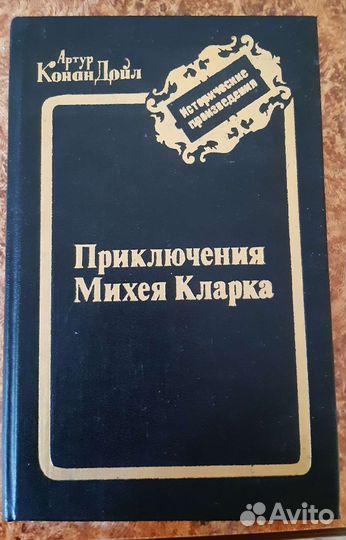 Артур
Конан Дойл
Исторические
произведения
Приключения
Михея Кларка
Avito